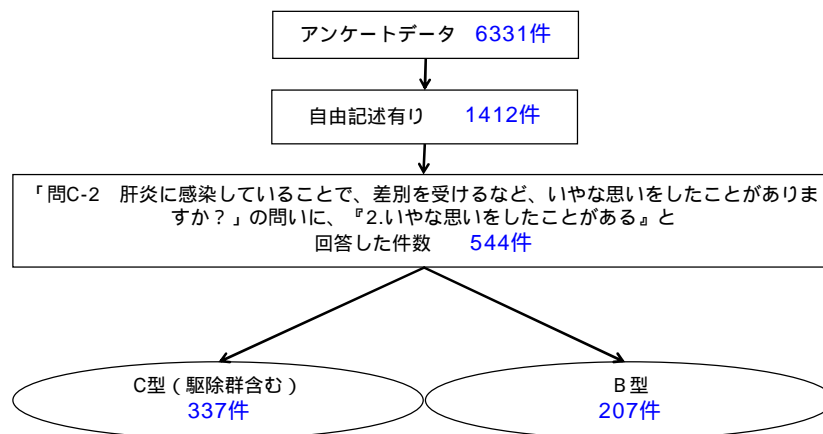 アンケートデータ　6331件
自由記述有り　1412件
「問C-2　肝炎に感染していることで、差別を受けるなど、いやな思いをしたことがありま
すか？」の問いに、『2.いやな思いをしたことがある』と
回答した件数　544件
C型（駆除群含む）
337件
B型
207件